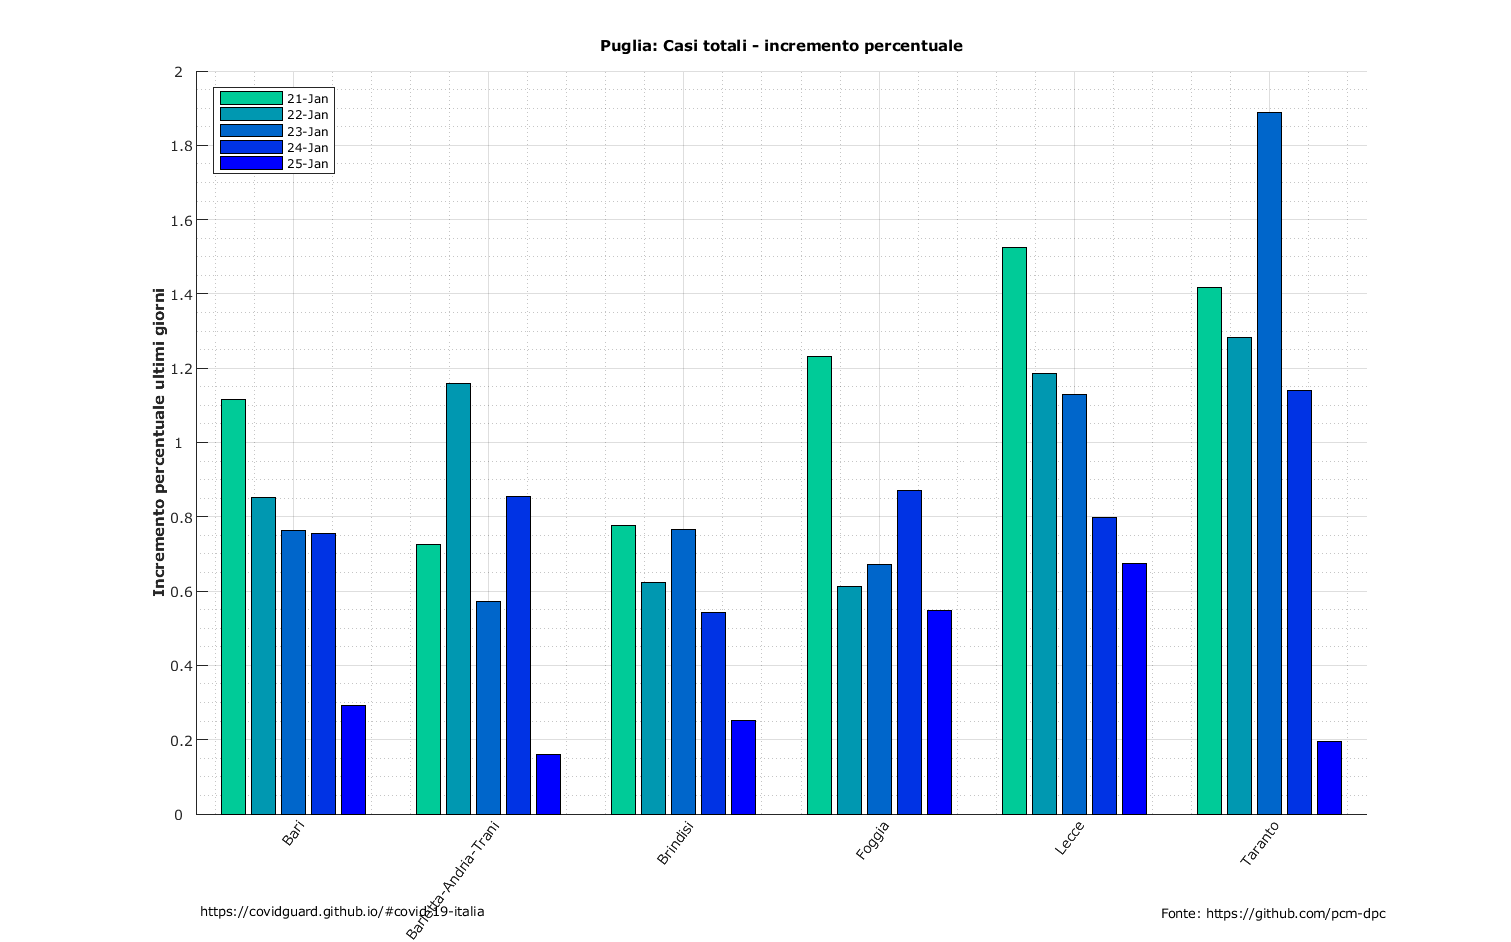 Puglia: Casi totali - incremento percentuale
Incremento percentuale ultimi giorni
2
1.8
1.6
1.4
1.2
1
0.8
0.6
0.4
0.2
0
21-Jan
22-Jan
23-Jan
24-Jan
25-Jan
Bari
Barletta-Andria-Trani
Brindisi
Foggia
Lecce
Taranto
https://covidguard.github.io/#covid-19-italia
Fonte: https://github.com/pcm-dpc